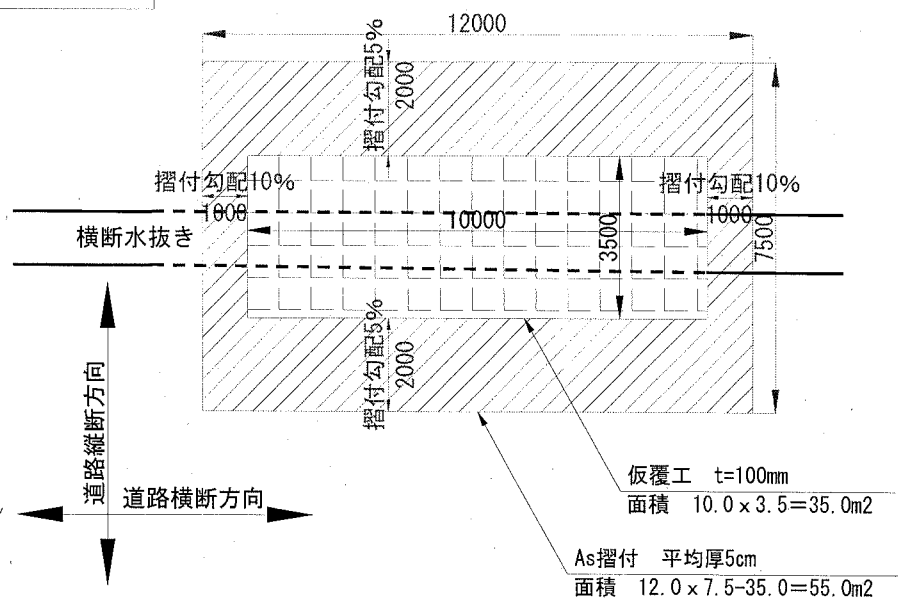 12000
摺付勾配5%
2000
摺付勾配10%
1000
摺付勾配10%
1000
横断水抜き
10000
3500
7500
摺付勾配5%
2000
道路縦断方向
道路横断方向
仮覆工 t=100mm
面積 10.0×3.5=35.0m2
As摺付 平均厚5cm
面積 12.0×7.5-35.0=55.0m2